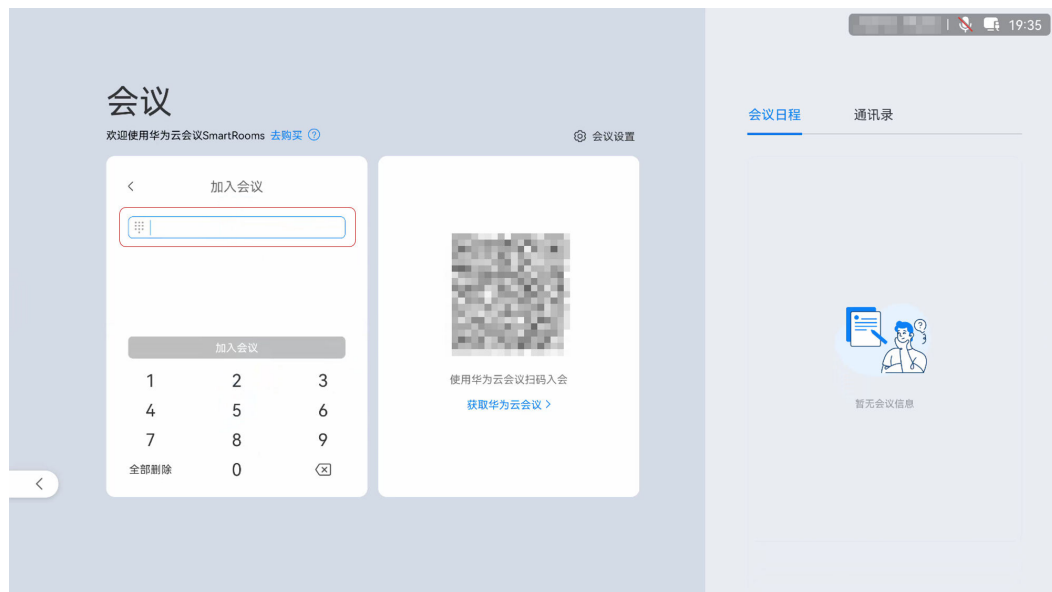 19:35
会议
欢迎使用华为云会议SmartRooms 去购买 ?
会议设置
加入会议
加入会议
1 2 3
4 5 6
7 8 9
全部删除 0
使用华为云会议扫码入会
获取华为云会议 >
会议日程 通讯录
?
暂无会议信息